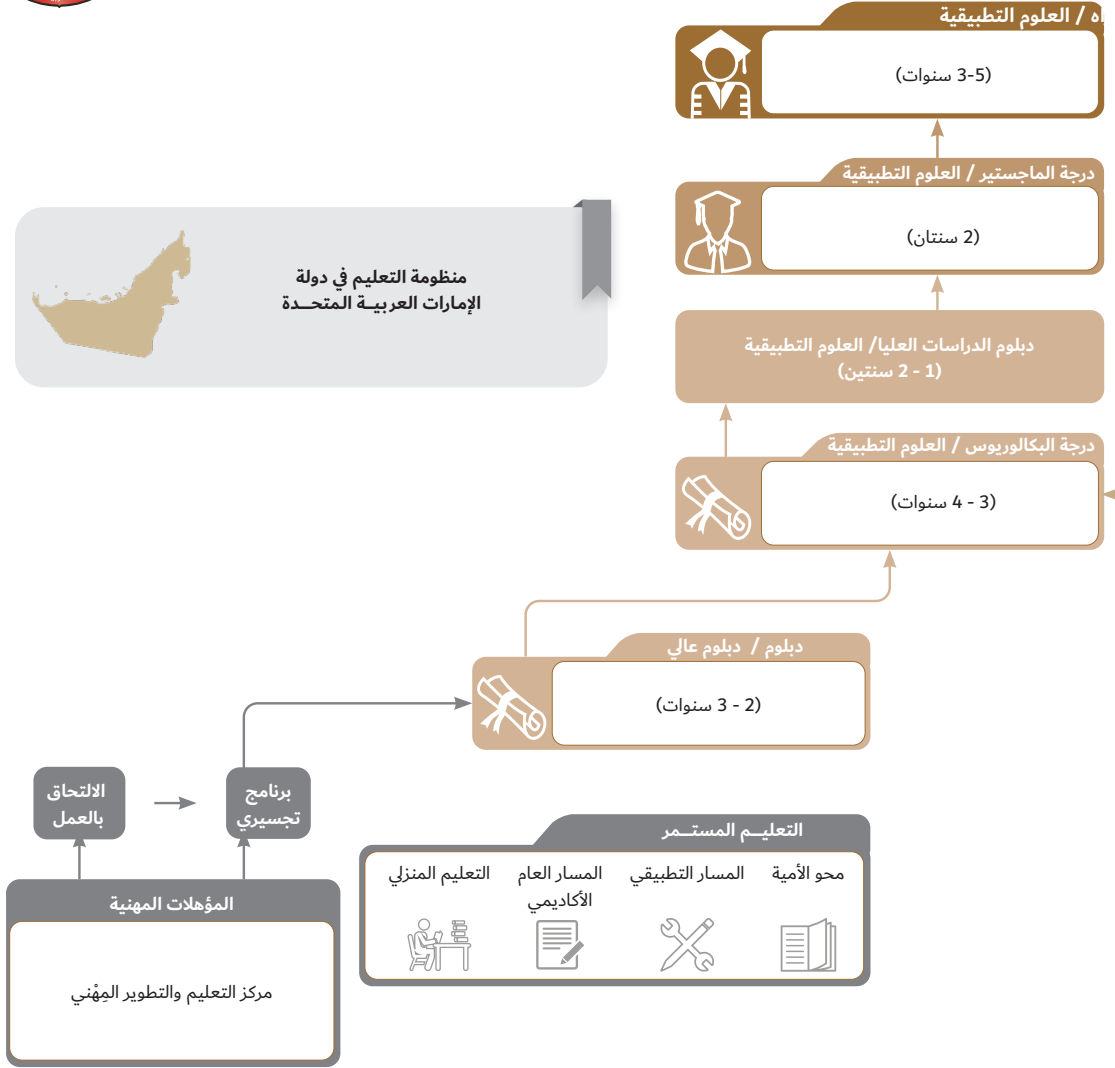 / العلوم التطبيقية
(3-5 سنوات)
درجة الماجستير / العلوم التطبيقية
(2 سنتان)
منظومة التعليم في دولة
الإمارات العربيــة المتحــدة
دبلوم الدراسات العليا/ العلوم التطبيقية
(1 - 2 سنتين)
درجة البكالوريوس / العلوم التطبيقية
(3 - 4 سنوات)
دبلوم / دبلوم عالي
(2 - 3 سنوات)
برنامج
تجسيري
الالتحاق
بالعمل
التعليــم المستــمر
محو الأمية
المسار التطبيقي
المسار العام
الأكاديمي
التعليم المنزلي
المؤهلات المهنية
مركز التعليم والتطوير المِهْني